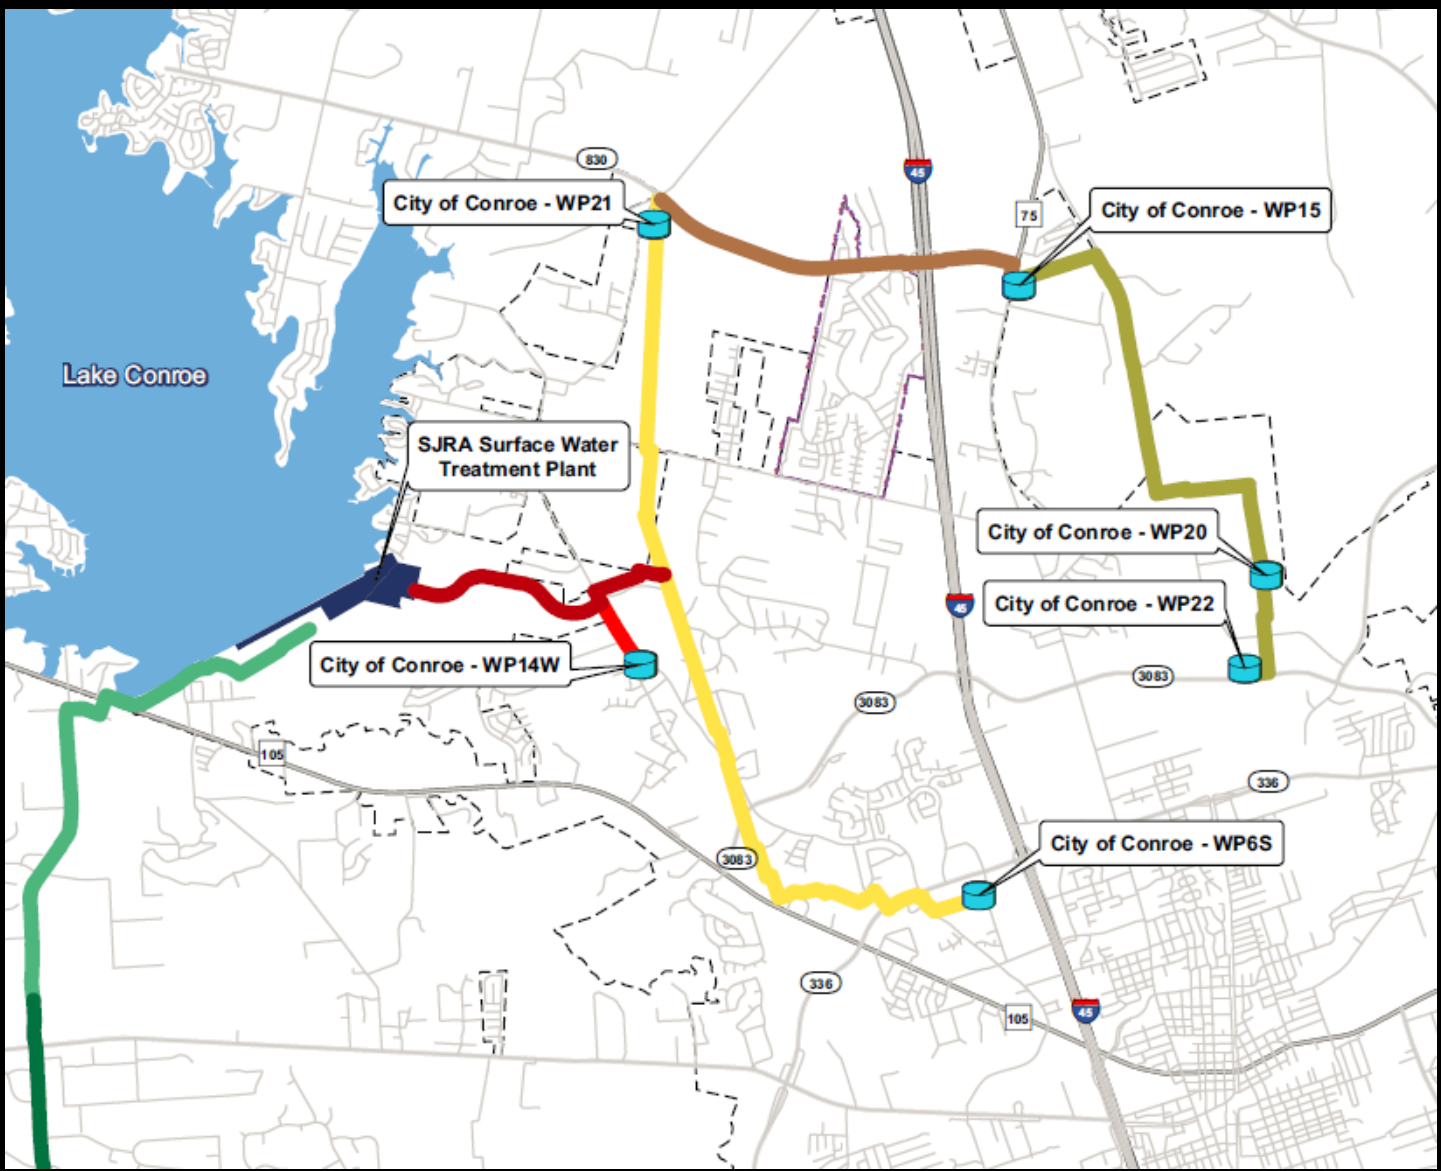 830
45
City of Conroe - WP21
75
City of Conroe - WP15
Lake Conroe
SJRA Surface Water
Treatment Plant
City of Conroe - WP20
City of Conroe - WP22
45
City of Conroe - WP14W
3083
3083
105
336
City of Conroe - WP6S
3083
336
105
45